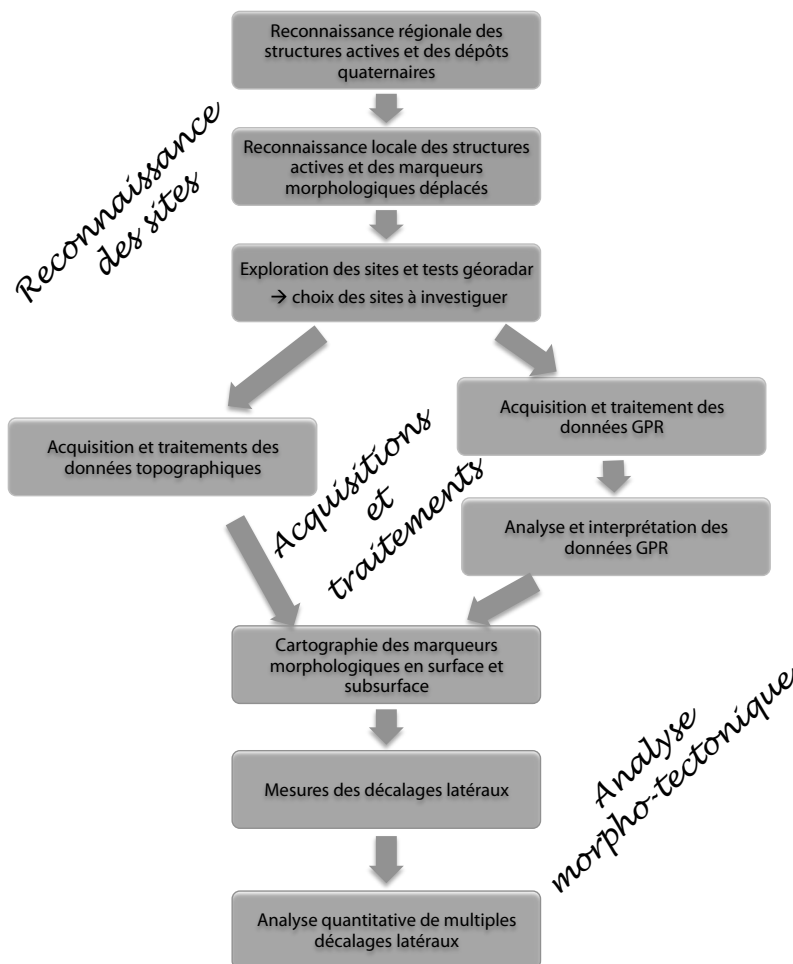 Reconnaissance régionale des
structures actives et des dépôts
quaternaires
Reconnaissance locale des structures
actives et des marqueurs
morphologiques déplacés
Reconnaissance
des sites
Exploration des sites et tests géoradar
→ choix des sites à investiguer
Acquisition et traitements des
données topographiques
Acquisitions
et
traitements
Acquisition et traitement des
données GPR
Analyse et interprétation des
données GPR
Cartographie des marqueurs
morphologiques en surface et
subsurface
Mesures des décalages latéraux
Analyse
morpho-tectonique
Analyse quantitative de multiples
décalages latéraux